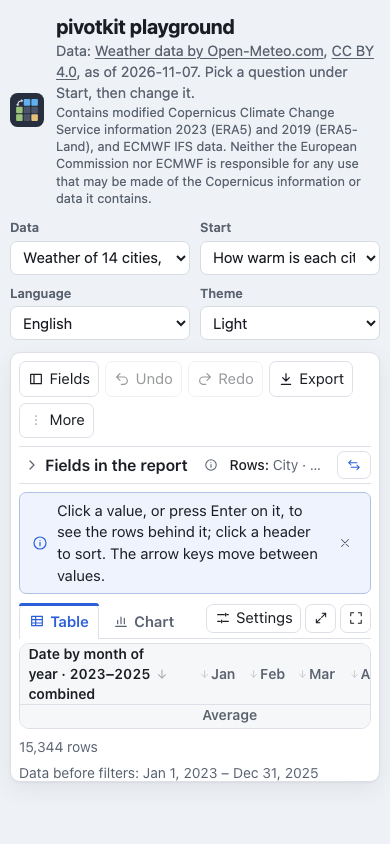 pivotkit playground
Data: Weather data by Open-Meteo.com, CC BY
4.0, as of 2026-11-07. Pick a question under
Start, then change it.
Contains modified Copernicus Climate Change
Service information 2023 (ERA5) and 2019 (ERA5-
Land), and ECMWF IFS data. Neither the European
Commission nor ECMWF is responsible for any use
that may be made of the Copernicus information or
data it contains.
Data Start
Weather of 14 cities, How warm is each cit
Language Theme
English Light
Fields Undo Redo Export
More
Fields in the report Rows: City · ...
Click a value, or press Enter on it, to
see the rows behind it; click a header
to sort. The arrow keys move between
values.
Table Chart Settings
Date by month of
year · 2023–2025 ↓ ↓ Jan ↓ Feb ↓ Mar ↓ A
combined
Average
15,344 rows
Data before filters: Jan 1, 2023 – Dec 31, 2025